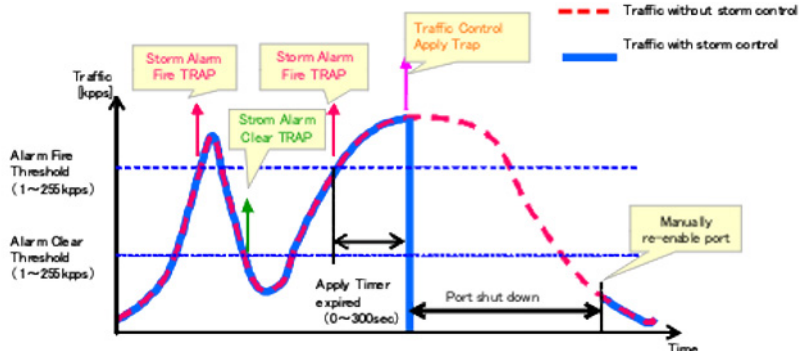 Traffic without storm control
Traffic with storm control
Traffic Control
Apply Trap
Storm Alarm
Fire TRAP
Storm Alarm
Fire TRAP
Strom Alarm
Clear TRAP
Traffic
[kpps]
Alarm Fire
Threshold
(1～255kpps)
Alarm Clear
Threshold
(1～255kpps)
Manually
re-enable port
Apply Timer
expired
(0～300sec)
Port shut down
Time